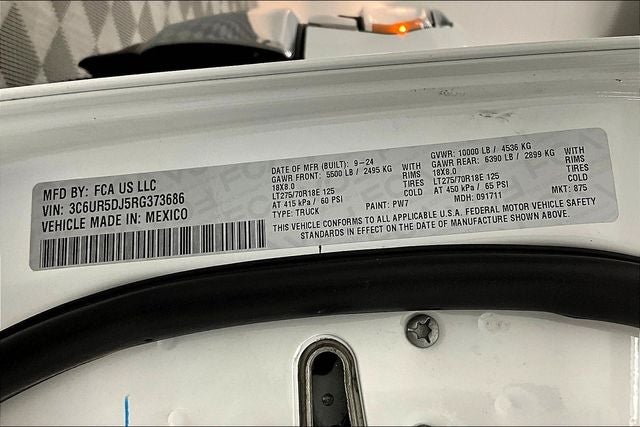 MFD BY: FCA US LLC
VIN: 3C6UR5DJ5RG373686
VEHICLE MADE IN: MEXICO
DATE OF MFR (BUILT): 9-24
GAWR FRONT: 5500 LB / 2495 KG WITH
18X8.0 RIMS
LT275/70R18E 125 TIRES
AT 415 kPa / 60 PSI COLD
TYPE: TRUCK PAINT: PW7
GVWR: 10000 LB / 4536 KG
GAWR REAR: 6390 LB / 2899 KG WITH
18X8.0 RIMS
LT275/70R18E 125 TIRES
AT 450 kPa / 65 PSI COLD
MDH: 091711 MKT: 875
THIS VEHICLE CONFORMS TO ALL APPLICABLE U.S.A. FEDERAL MOTOR VEHICLE SAFETY
STANDARDS IN EFFECT ON THE DATE OF MANUFACTURE SHOWN ABOVE.